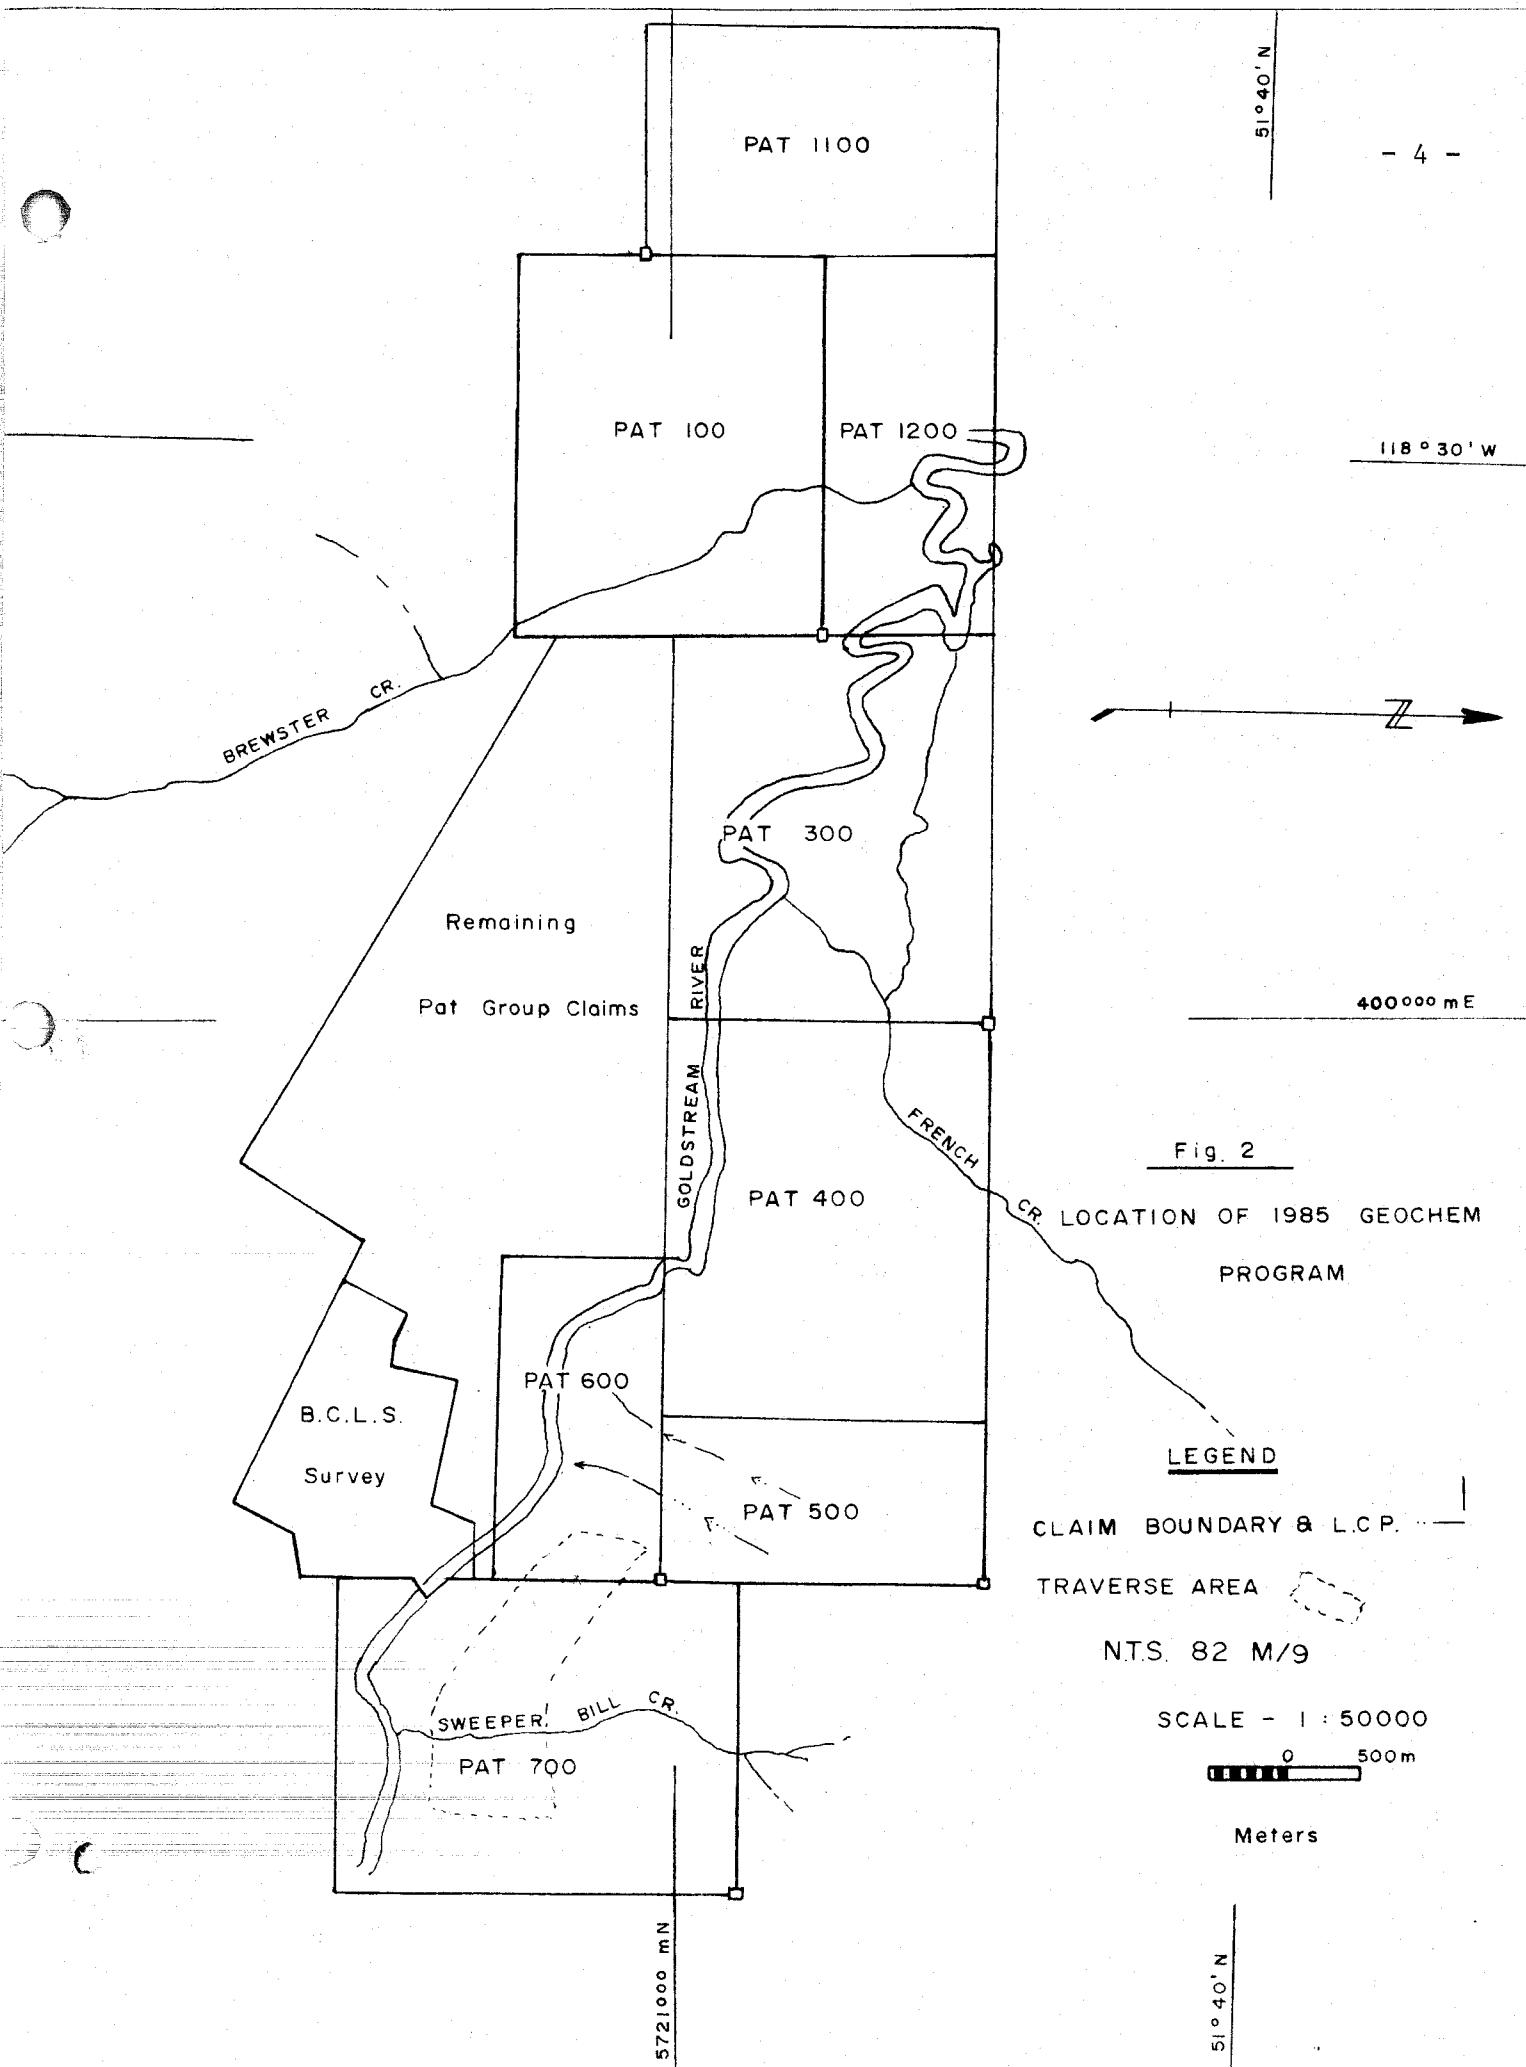 51°40'N
- 4 -
PAT 1100
PAT 100
PAT 1200
118°30'W
BREWSTER CR.
N
PAT 300
Remaining
Pat Group Claims
GOLDSTREAM RIVER
400000 mE
FRENCH CR.
Fig. 2
LOCATION OF 1985 GEOCHEM
PROGRAM
PAT 400
PAT 600
B.C.L.S.
Survey
PAT 500
LEGEND
CLAIM BOUNDARY & L.C.P.
TRAVERSE AREA
N.T.S. 82 M/9
SWEEPER BILL CR.
PAT 700
SCALE - 1 : 50000
0 500m
Meters
5721000 mN
51°40'N